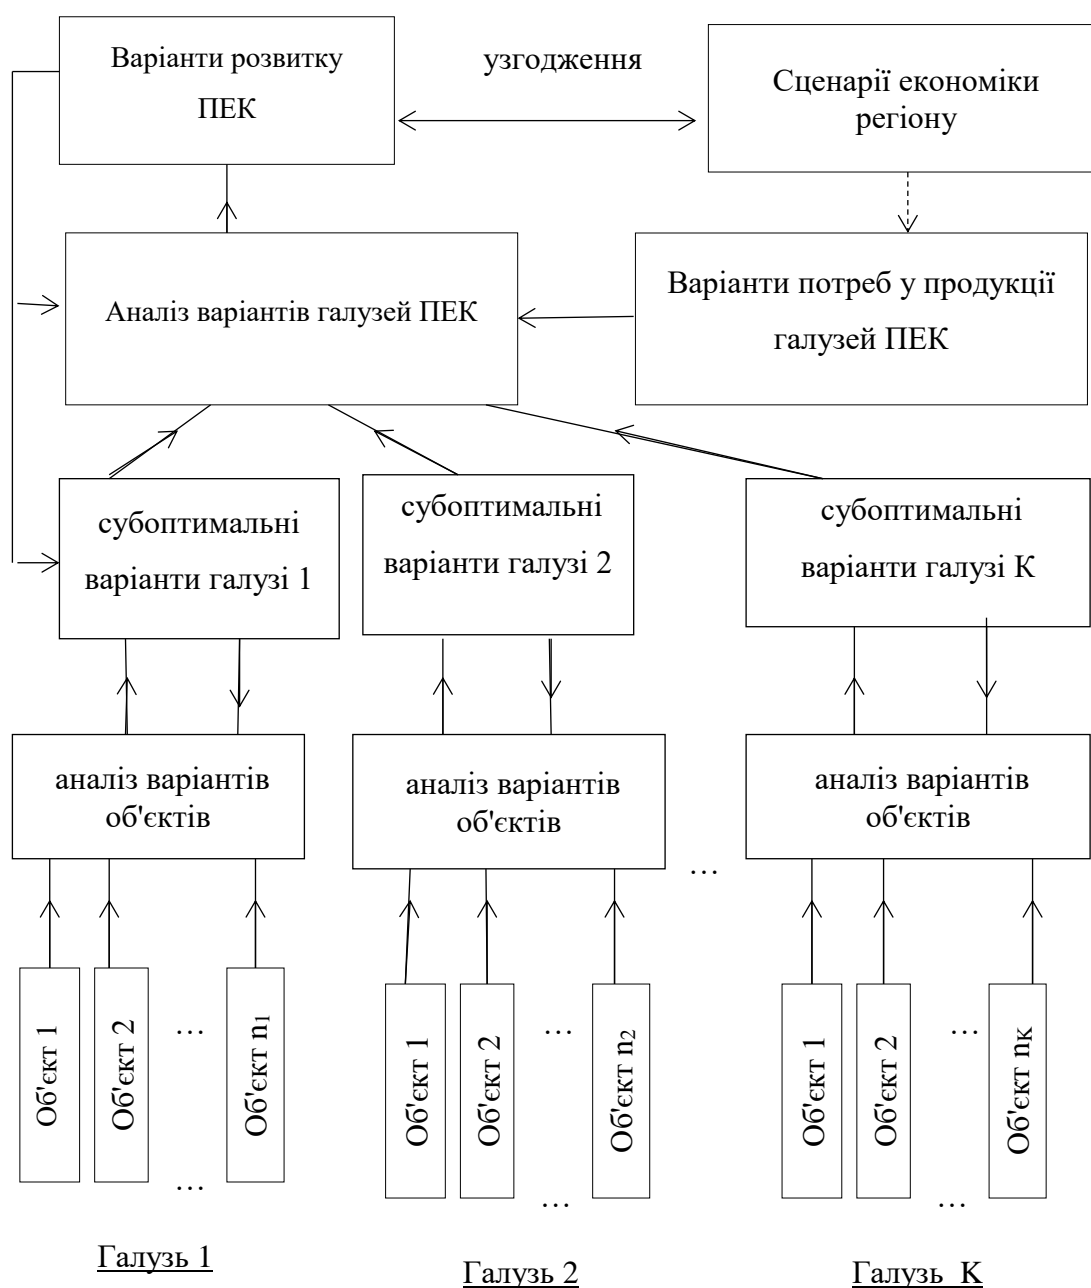 Варіанти розвитку
ПЕК
узгодження
Сценарії економіки
регіону
Аналіз варіантів галузей ПЕК
Варіанти потреб у продукції
галузей ПЕК
субоптимальні
варіанти галузі 1
субоптимальні
варіанти галузі 2
субоптимальні
варіанти галузі К
аналіз варіантів
об'єктів
аналіз варіантів
об'єктів
...
аналіз варіантів
об'єктів
Об'єкт 1
Об'єкт 2
...
Об'єкт n1
...
Об'єкт 1
Об'єкт 2
...
Об'єкт n2
...
Об'єкт 1
Об'єкт 2
...
Об'єкт nК
...
Галузь 1
Галузь 2
Галузь К